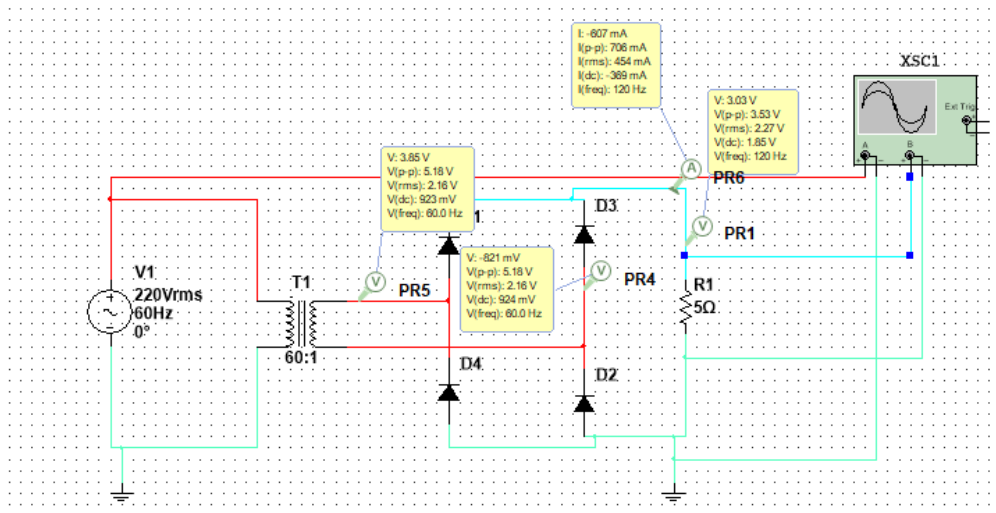 I: -607 mA
I(p-p): 706 mA
I(rms): 454 mA
I(dc): -369 mA
I(freq): 120 Hz
XSC1
Ext Trig
A
B
V: 3.03 V
V(p-p): 3.53 V
V(rms): 2.27 V
V(dc): 1.85 V
V(freq): 120 Hz
V: 3.85 V
V(p-p): 5.18 V
V(rms): 2.16 V
V(dc): 923 mV
V(freq): 60.0 Hz
A
PR6
D3
V
PR1
V: -821 mV
V(p-p): 5.18 V
V(rms): 2.16 V
V(dc): 924 mV
V(freq): 60.0 Hz
V
PR4
V
PR5
V1
220Vrms
60Hz
0°
T1
60:1
R1
5Ω
D4
D2